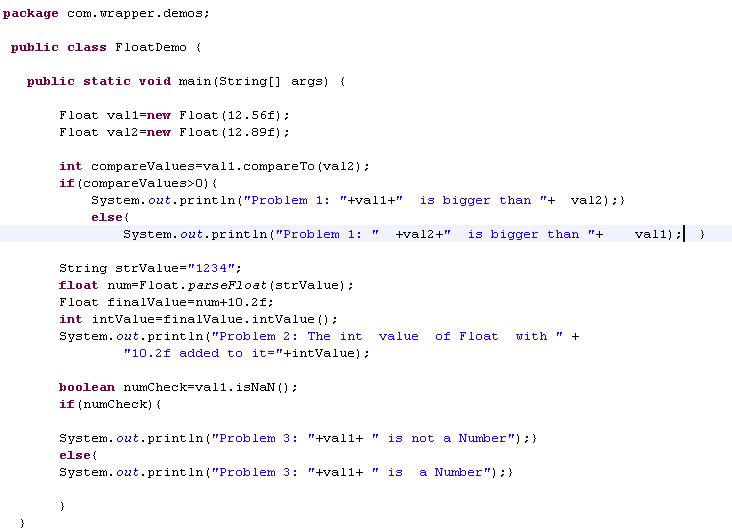 package com.wrapper.demos;
public class FloatDemo {
public static void main(String[] args) {
Float val1=new Float(12.56f);
Float val2=new Float(12.89f);
int compareValues=val1.compareTo(val2);
if(compareValues>0){
System.out.println("Problem 1: "+val1+"  is bigger than "+  val2);}
else{
System.out.println("Problem 1: "  +val2+"  is bigger than "+    val1);  }
String strValue="1234";
float num=Float.parseFloat(strValue);
Float finalValue=num+10.2f;
int intValue=finalValue.intValue();
System.out.println("Problem 2: The int  value  of Float  with " +
"10.2f added to it="+intValue);
boolean numCheck=val1.isNaN();
if(numCheck){
System.out.println("Problem 3: "+val1+ " is not a Number");}
else{
System.out.println("Problem 3: "+val1+ " is  a Number");}
}
}